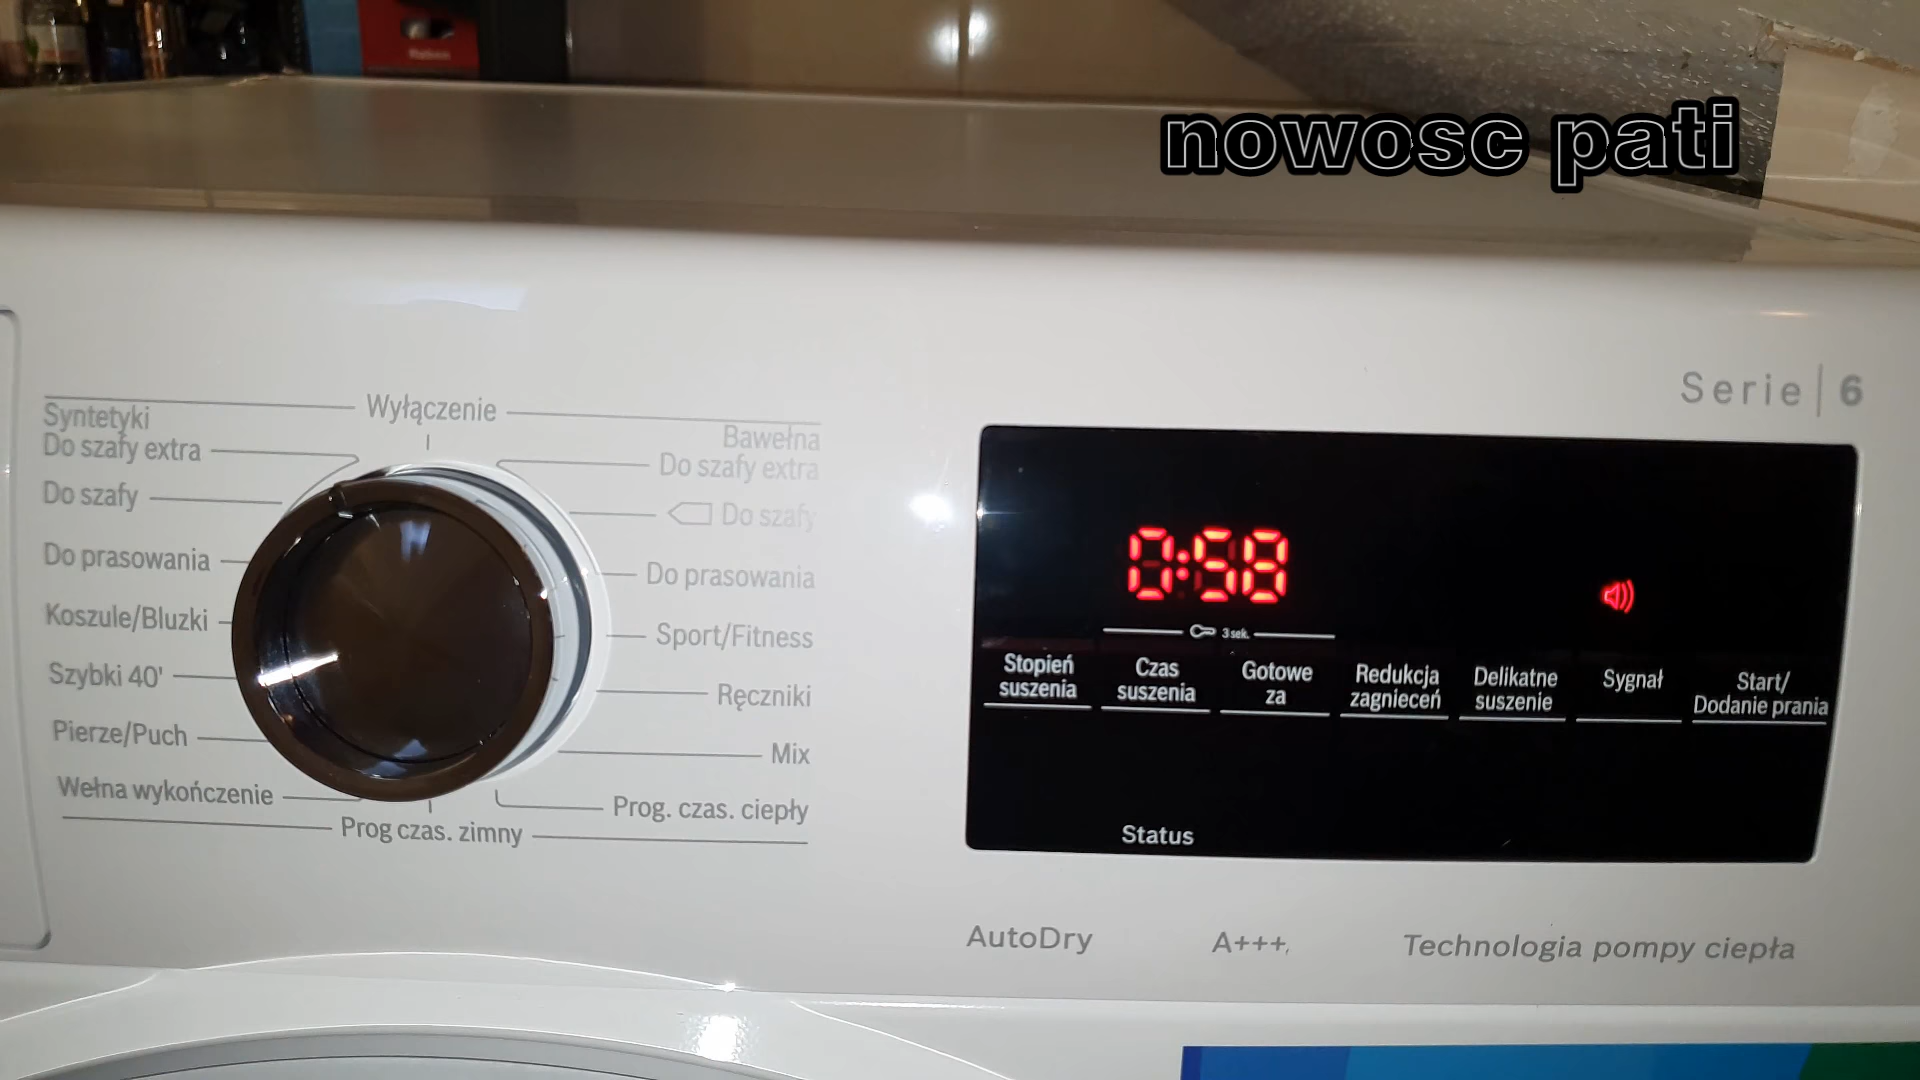 nowosc pati
Serie | 6
Wyłączenie
Syntetyki
Do szafy extra
Do szafy
Do prasowania
Koszule/Bluzki
Szybki 40'
Pierze/Puch
Wełna wykończenie
Prog czas. zimny
Bawełna
Do szafy extra
Do szafy
Do prasowania
Sport/Fitness
Ręczniki
Mix
Prog. czas. ciepły
0:58
3 sek.
Stopień
suszenia
Czas
suszenia
Gotowe
za
Redukcja
zagnieceń
Delikatne
suszenie
Sygnał
Start/
Dodanie prania
Status
AutoDry
A+++
Technologia pompy ciepła